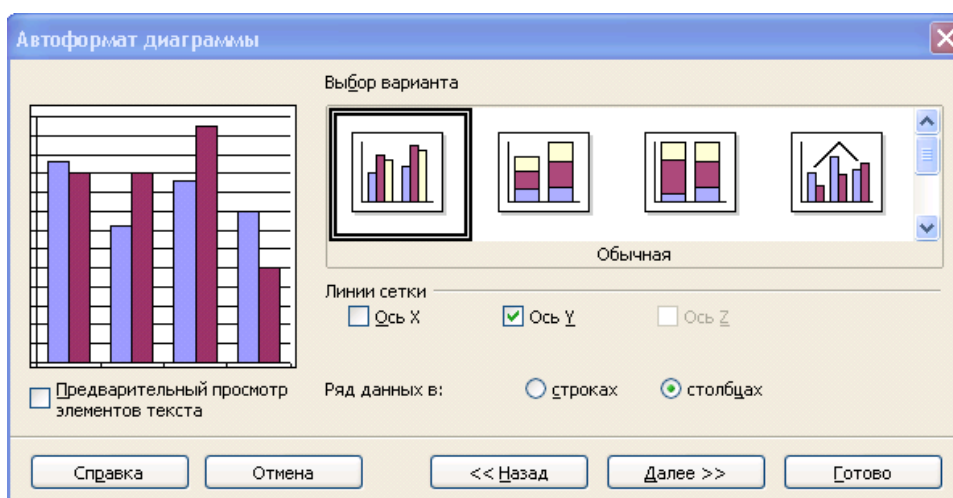 Автоформат диаграммы
Выбор варианта
Обычная
Линии сетки
Ось X
Ось Y
Ось Z
Предварительный просмотр
элементов текста
Ряд данных в:
строках
столбцах
Справка
Отмена
<< Назад
Далее >>
Готово